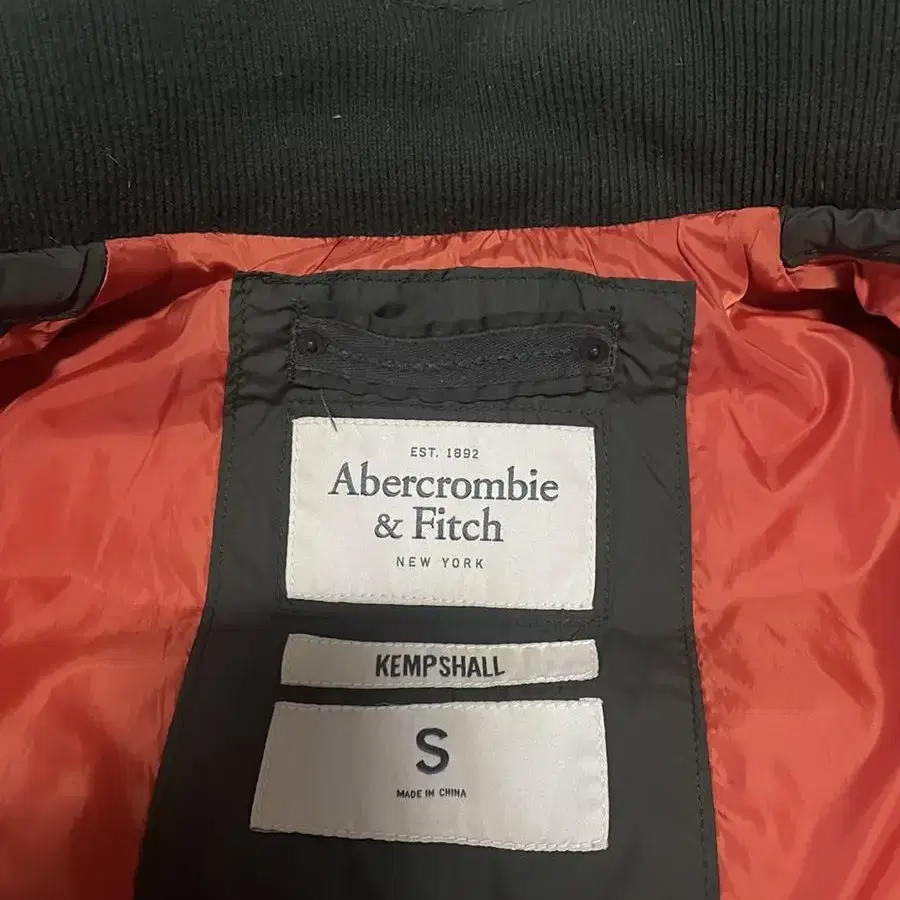 EST. 1892
Abercrombie
& Fitch
NEW YORK
KEMPSHALL
S
MADE IN CHINA